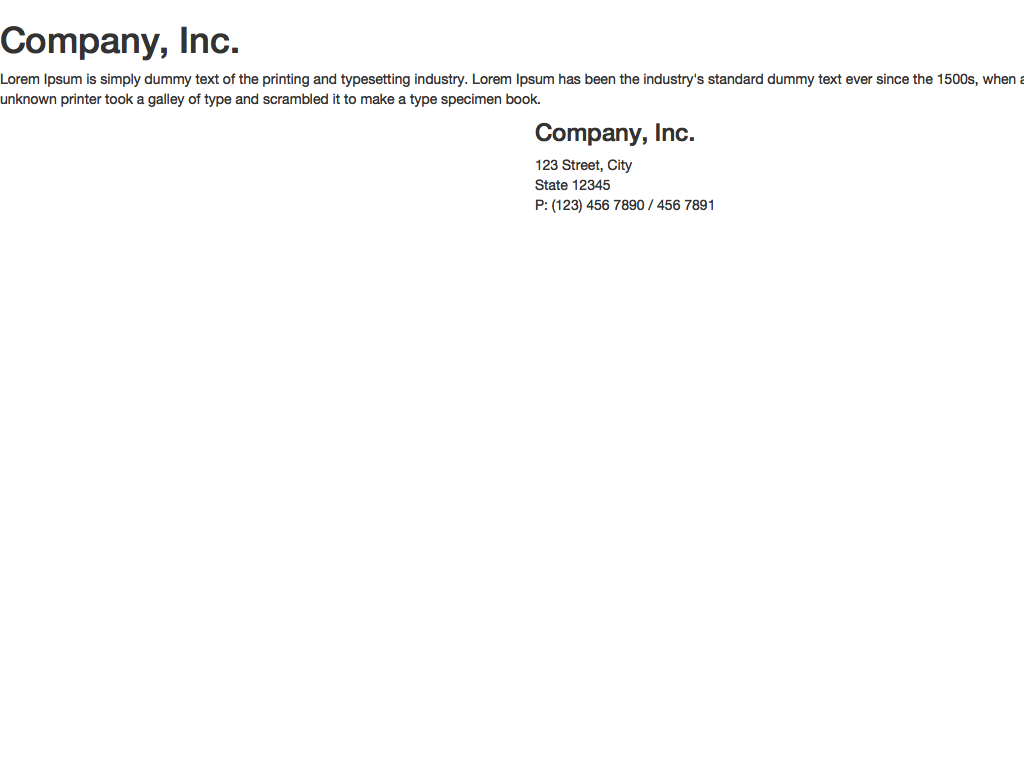 Company, Inc.
Lorem Ipsum is simply dummy text of the printing and typesetting industry. Lorem Ipsum has been the industry's standard dummy text ever since the 1500s, when
unknown printer took a galley of type and scrambled it to make a type specimen book.
Company, Inc.
123 Street, City
State 12345
P: (123) 456 7890 / 456 7891